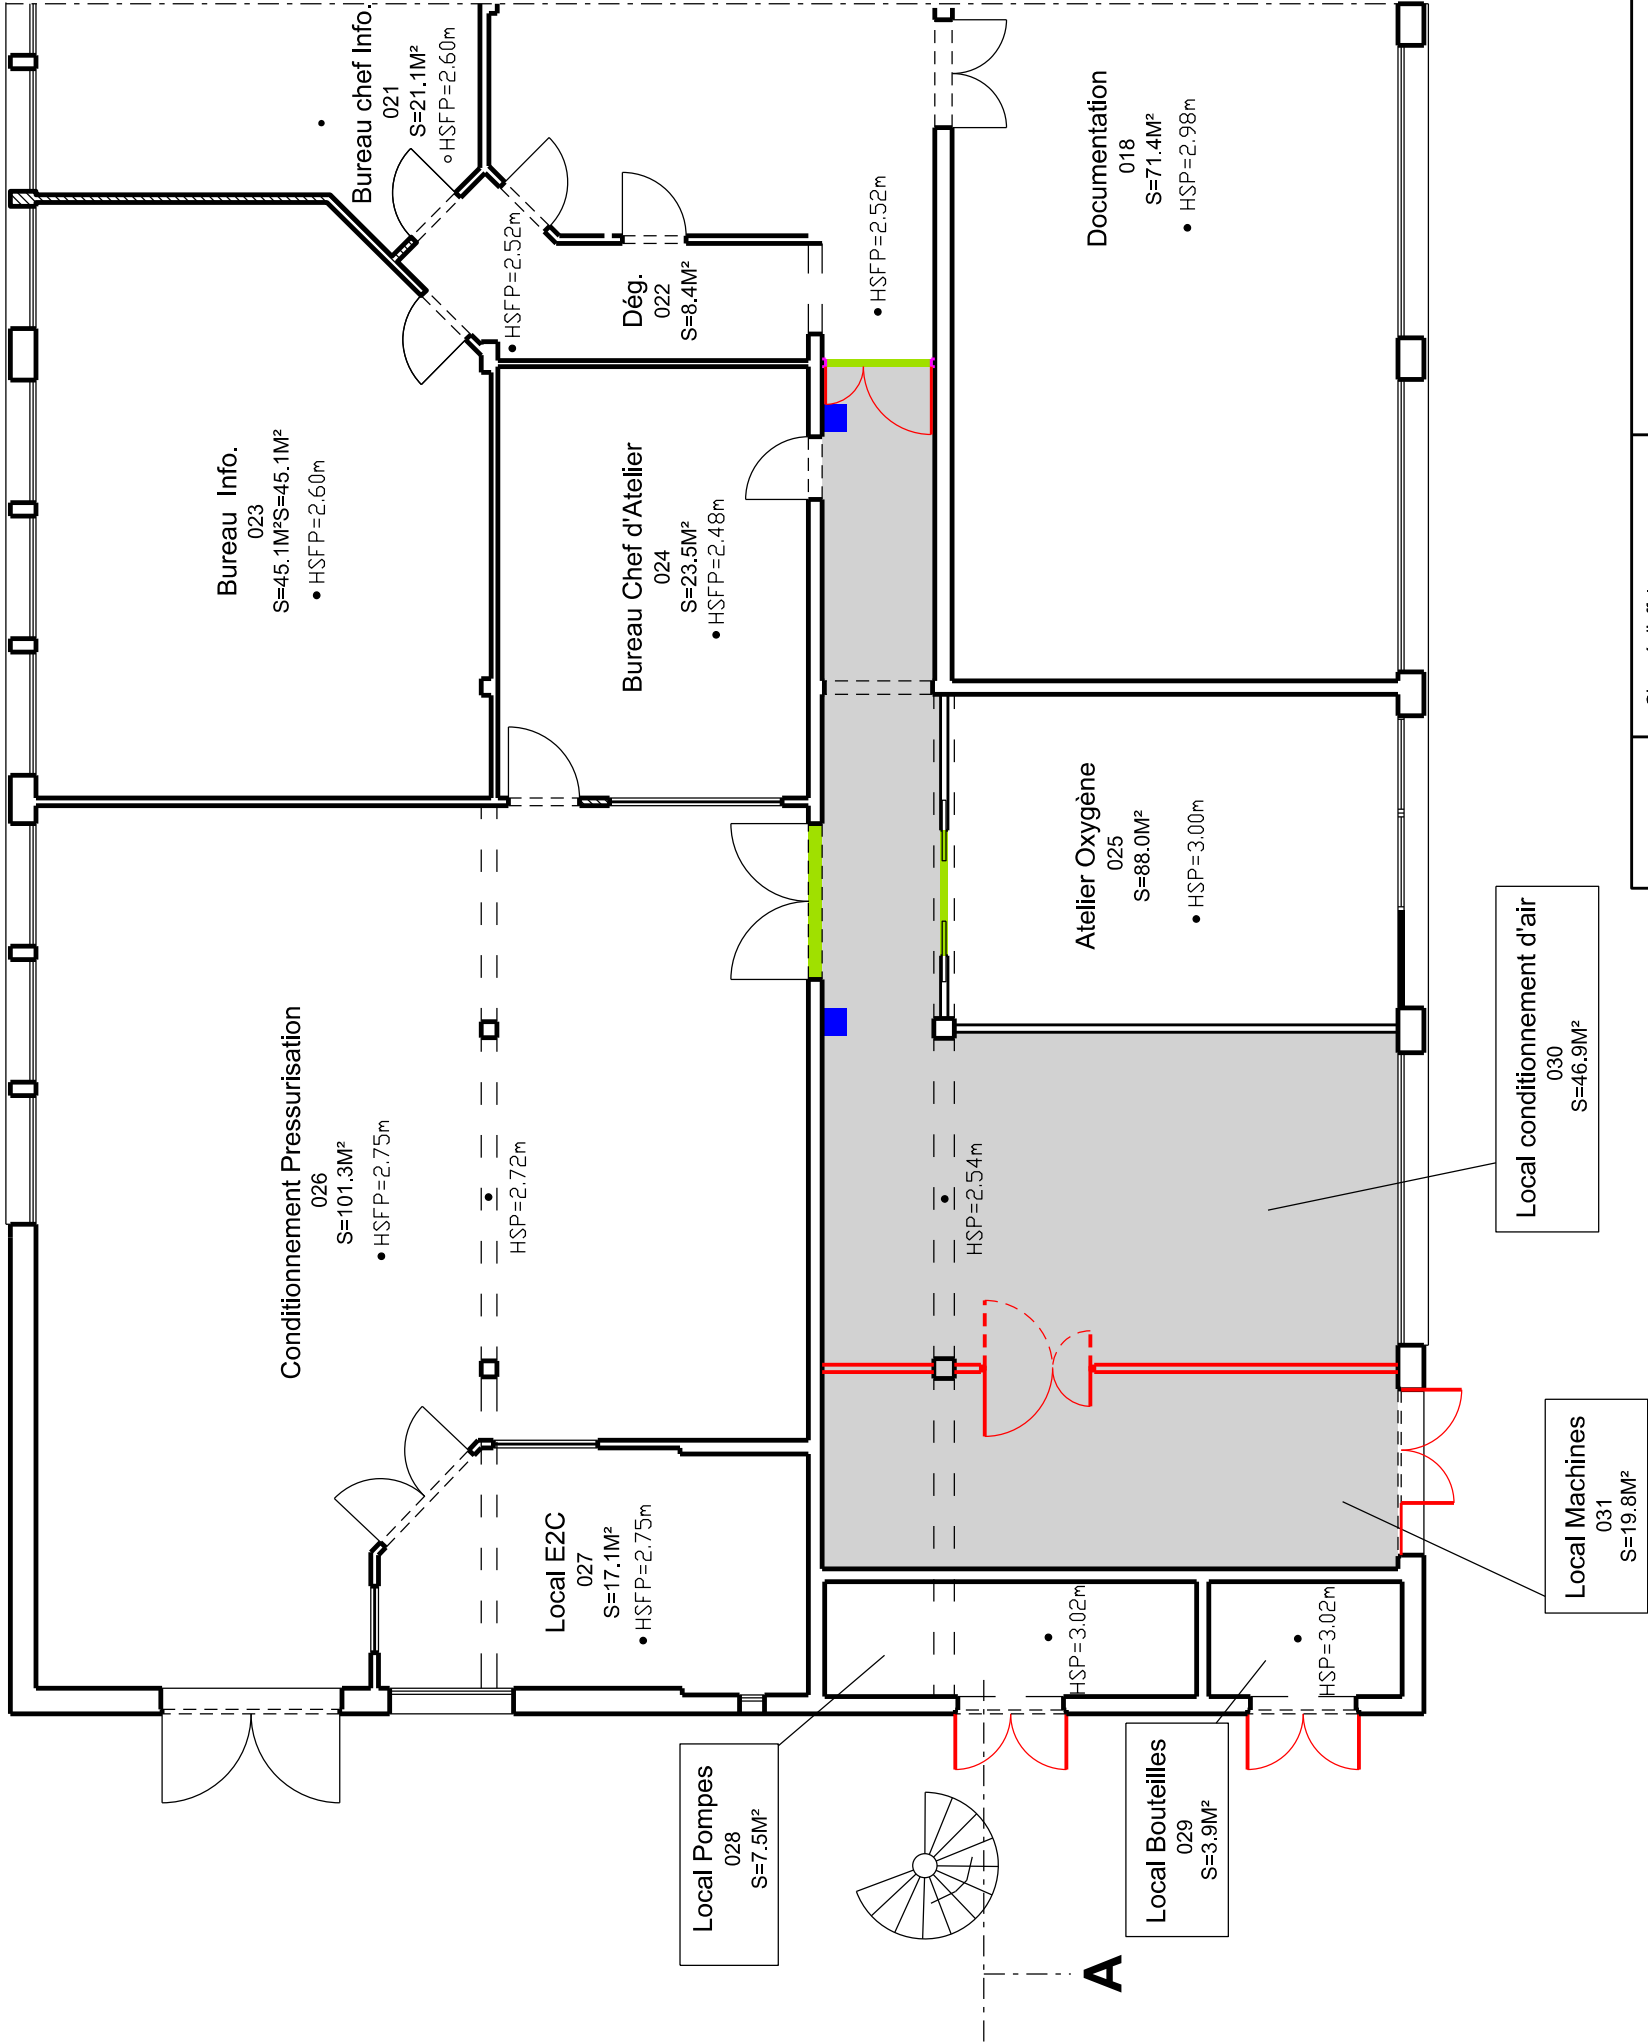 Bureau chef Info.
021
S=21.1M²
HSFP=2.60m
Bureau Info.
023
S=45.1M²S=45.1M²
HSFP=2.60m
HSFP=2.52m
Dég.
022
S=8.4M²
HSFP=2.52m
Documentation
018
S=71.4M²
HSP=2.98m
Bureau Chef d'Atelier
024
S=23.5M²
HSFP=2.48m
Conditionnement Pressurisation
026
S=101.3M²
HSFP=2.75m
HSP=2.72m
Atelier Oxygène
025
S=88.0M²
HSP=3.00m
HSP=2.54m
Local conditionnement d'air
030
S=46.9M²
Local E2C
027
S=17.1M²
HSFP=2.75m
Local Machines
031
S=19.8M²
HSP=3.02m
HSP=3.02m
Local Pompes
028
S=7.5M²
Local Bouteilles
029
S=3.9M²
A